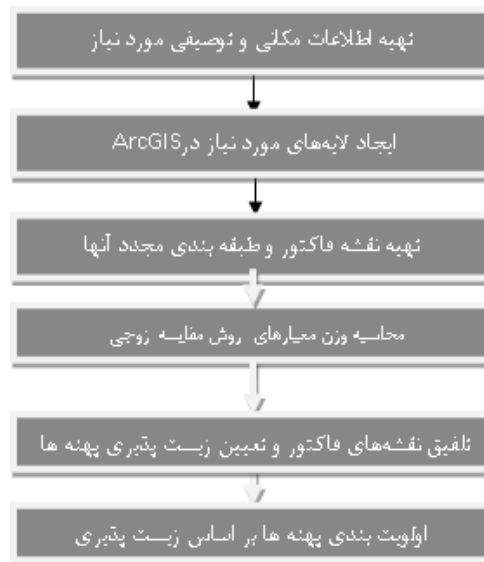 تهیه اطلاعات مکانی و توصیفی مورد نیاز
ایجاد لایه‌های مورد نیاز در ArcGIS
تهیه نقشه فاکتور و طبقه بندی مجدد آنها
محاسبه وزن معیارهای روش مقایسه زوجی
تلفیق نقشه‌های فاکتور و تعیین زیست پذیری پهنه ها
اولویت بندی پهنه ها بر اساس زیست پذیری